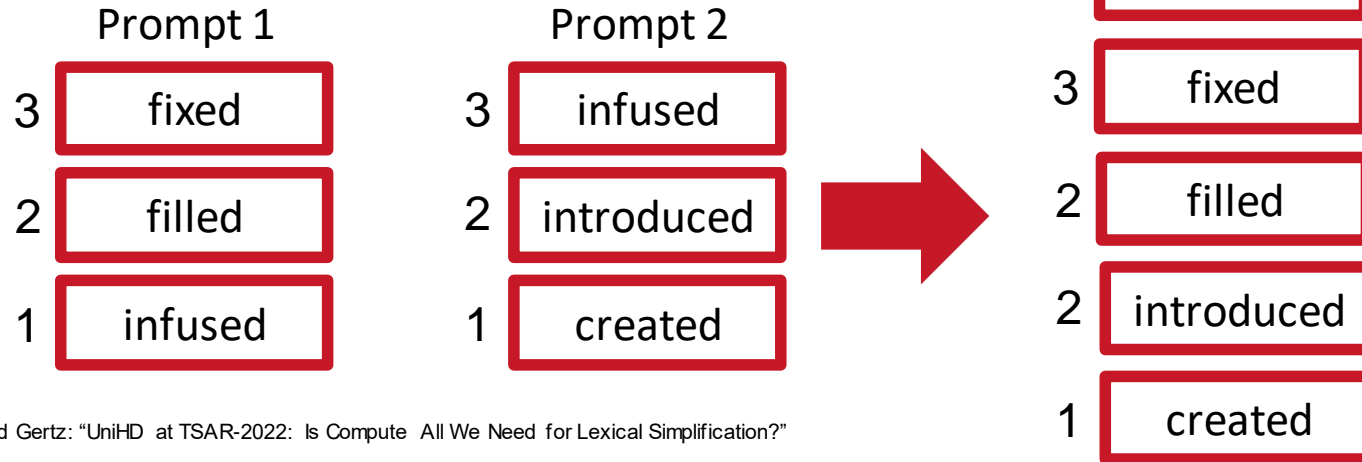 Prompt 1
3 fixed
2 filled
1 infused
Prompt 2
3 infused
2 introduced
1 created
3 fixed
2 filled
2 introduced
1 created
Gertz: “UniHD at TSAR-2022: Is Compute All We Need for Lexical Simplification?”